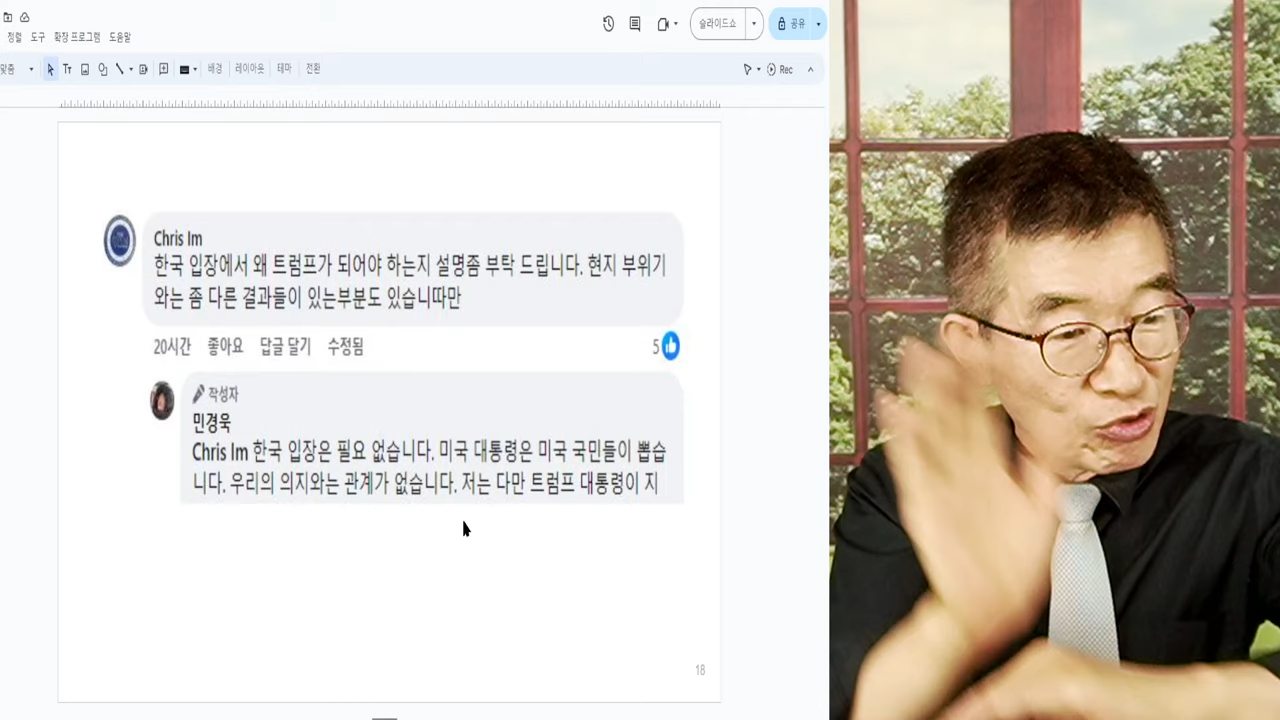 정렬 도구 확장 프로그램 도움말
슬라이드쇼
공유
맞춤
Tr
배경 레이아웃 테마 전환
Rec
Chris Im
한국 입장에서 왜 트럼프가 되어야 하는지 설명좀 부탁 드립니다. 현지 부위기
와는 좀 다른 결과들이 있는부분도 있습니따만
20시간 좋아요 답글 달기 수정됨
5
작성자
민경욱
Chris Im 한국 입장은 필요 없습니다. 미국 대통령은 미국 국민들이 뽑습
니다. 우리의 의지와는 관계가 없습니다. 저는 다만 트럼프 대통령이 지
18